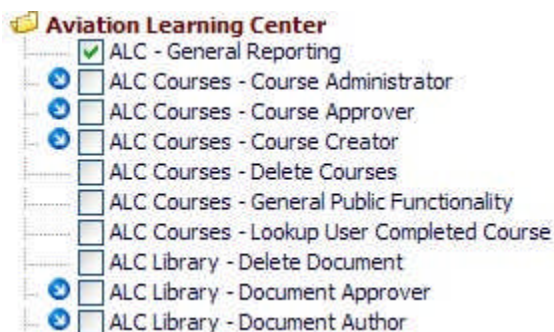 Aviation Learning Center
ALC - General Reporting
ALC Courses - Course Administrator
ALC Courses - Course Approver
ALC Courses - Course Creator
ALC Courses - Delete Courses
ALC Courses - General Public Functionality
ALC Courses - Lookup User Completed Course
ALC Library - Delete Document
ALC Library - Document Approver
ALC Library - Document Author